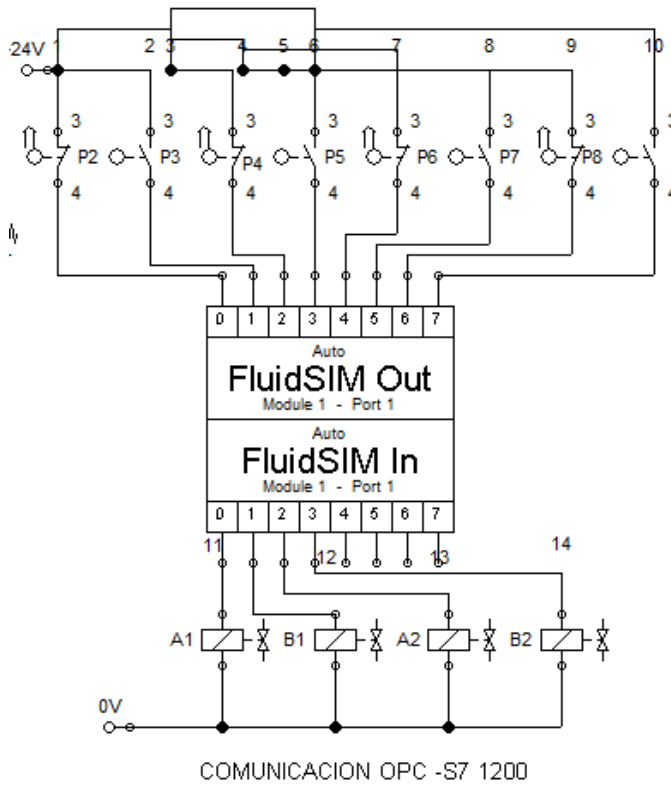 24V 1 2 3 4 5 6 7 8 9 10
3 3 3 3 3 3 3 3
P2 P3 P4 P5 P6 P7 P8
4 4 4 4 4 4 4 4
0 1 2 3 4 5 6 7
Auto
FluidSIM Out
Module 1 - Port 1
Auto
FluidSIM In
Module 1 - Port 1
0 1 2 3 4 5 6 7
11 12 13 14
A1 B1 A2 B2
0V
COMUNICACION OPC -S7 1200